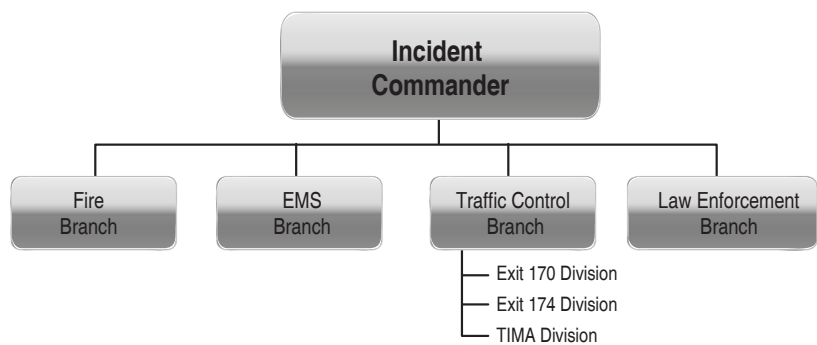 Incident
Commander
Fire
Branch
EMS
Branch
Traffic Control
Branch
Law Enforcement
Branch
Exit 170 Division
Exit 174 Division
TIMA Division